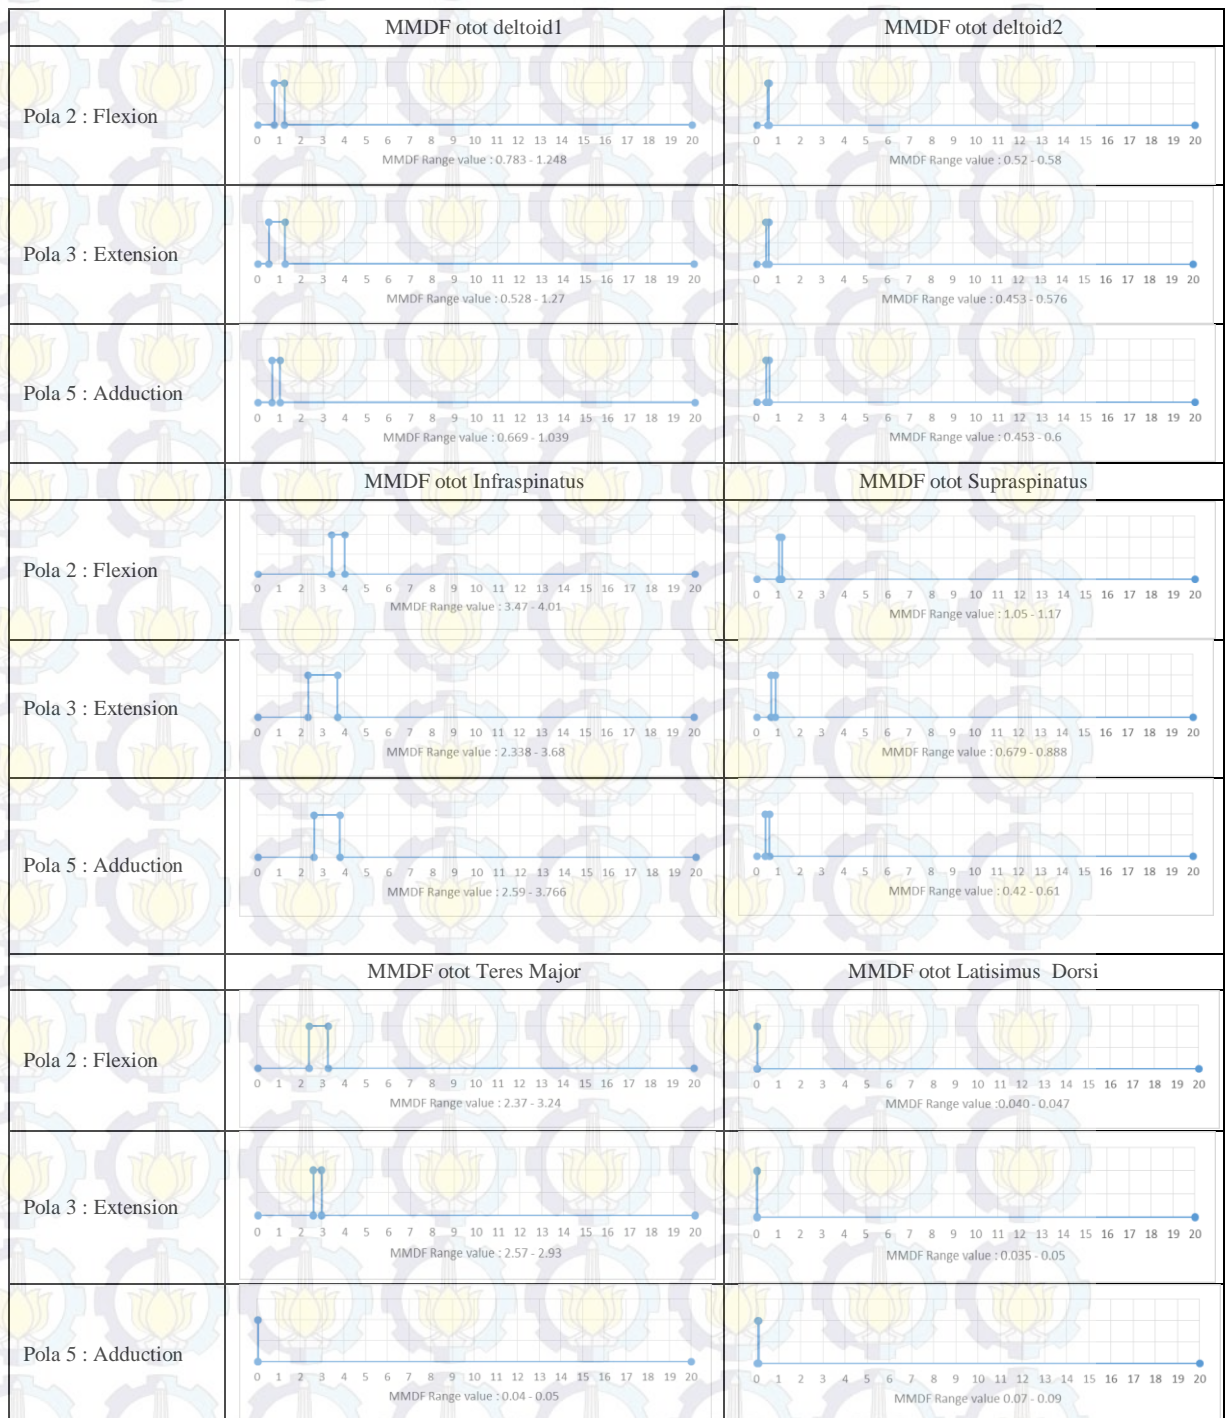 MMDF otot deltoid1 MMDF otot deltoid2
Pola 2 : Flexion
0 1 2 3 4 5 6 7 8 9 10 11 12 13 14 15 16 17 18 19 20
MMDF Range value : 0.783 - 1.248
0 1 2 3 4 5 6 7 8 9 10 11 12 13 14 15 16 17 18 19 20
MMDF Range value : 0.52 - 0.58
Pola 3 : Extension
0 1 2 3 4 5 6 7 8 9 10 11 12 13 14 15 16 17 18 19 20
MMDF Range value : 0.528 - 1.27
0 1 2 3 4 5 6 7 8 9 10 11 12 13 14 15 16 17 18 19 20
MMDF Range value : 0.453 - 0.576
Pola 5 : Adduction
0 1 2 3 4 5 6 7 8 9 10 11 12 13 14 15 16 17 18 19 20
MMDF Range value : 0.669 - 1.039
0 1 2 3 4 5 6 7 8 9 10 11 12 13 14 15 16 17 18 19 20
MMDF Range value : 0.453 - 0.6
MMDF otot Infraspinatus MMDF otot Supraspinatus
Pola 2 : Flexion
0 1 2 3 4 5 6 7 8 9 10 11 12 13 14 15 16 17 18 19 20
MMDF Range value : 3.47 - 4.01
0 1 2 3 4 5 6 7 8 9 10 11 12 13 14 15 16 17 18 19 20
MMDF Range value : 1.05 - 1.17
Pola 3 : Extension
0 1 2 3 4 5 6 7 8 9 10 11 12 13 14 15 16 17 18 19 20
MMDF Range value : 2.338 - 3.68
0 1 2 3 4 5 6 7 8 9 10 11 12 13 14 15 16 17 18 19 20
MMDF Range value : 0.679 - 0.888
Pola 5 : Adduction
0 1 2 3 4 5 6 7 8 9 10 11 12 13 14 15 16 17 18 19 20
MMDF Range value : 2.59 - 3.766
0 1 2 3 4 5 6 7 8 9 10 11 12 13 14 15 16 17 18 19 20
MMDF Range value : 0.42 - 0.61
MMDF otot Teres Major MMDF otot Latisimus Dorsi
Pola 2 : Flexion
0 1 2 3 4 5 6 7 8 9 10 11 12 13 14 15 16 17 18 19 20
MMDF Range value : 2.37 - 3.24
0 1 2 3 4 5 6 7 8 9 10 11 12 13 14 15 16 17 18 19 20
MMDF Range value :0.040 - 0.047
Pola 3 : Extension
0 1 2 3 4 5 6 7 8 9 10 11 12 13 14 15 16 17 18 19 20
MMDF Range value : 2.57 - 2.93
0 1 2 3 4 5 6 7 8 9 10 11 12 13 14 15 16 17 18 19 20
MMDF Range value : 0.035 - 0.05
Pola 5 : Adduction
0 1 2 3 4 5 6 7 8 9 10 11 12 13 14 15 16 17 18 19 20
MMDF Range value : 0.04 - 0.05
0 1 2 3 4 5 6 7 8 9 10 11 12 13 14 15 16 17 18 19 20
MMDF Range value 0.07 - 0.09